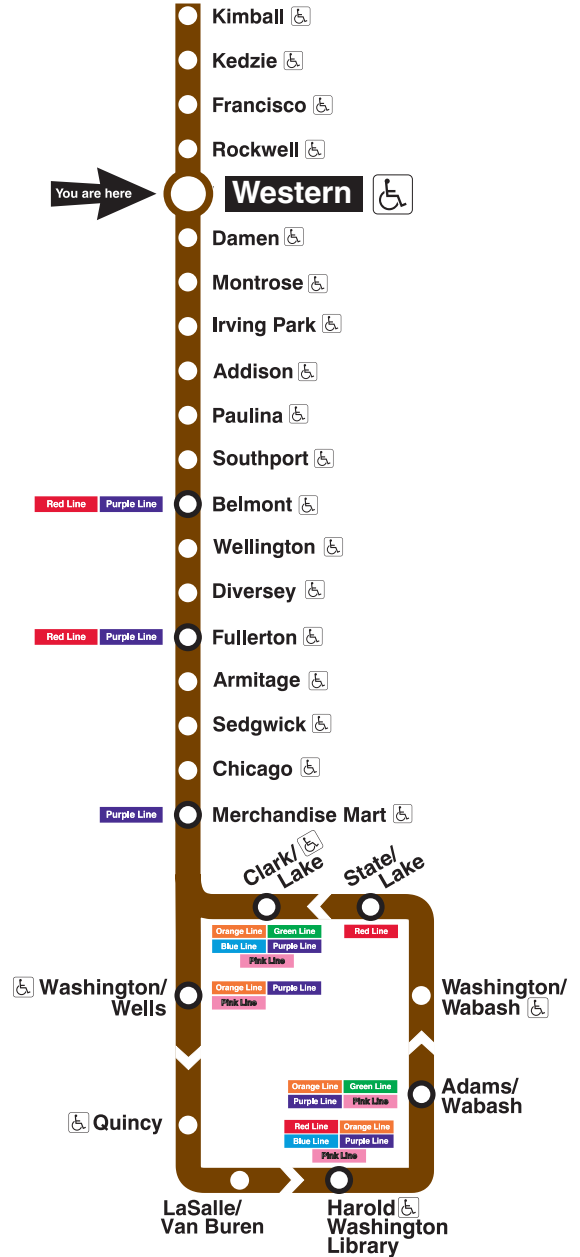 Kimball
Kedzie
Francisco
Rockwell
You are here
Western
Damen
Montrose
Irving Park
Addison
Paulina
Southport
Red Line Purple Line Belmont
Wellington
Diversey
Red Line Purple Line Fullerton
Armitage
Sedgwick
Chicago
Purple Line Merchandise Mart
Clark/
Lake
State/
Lake
Orange Line Green Line
Blue Line Purple Line
Pink Line
Red Line
Washington/
Wells
Orange Line Purple Line
Pink Line
Washington/
Wabash
Orange Line Green Line
Purple Line Pink Line
Adams/
Wabash
Quincy
Red Line Orange Line
Blue Line Purple Line
Pink Line
LaSalle/
Van Buren
Harold
Washington
Library